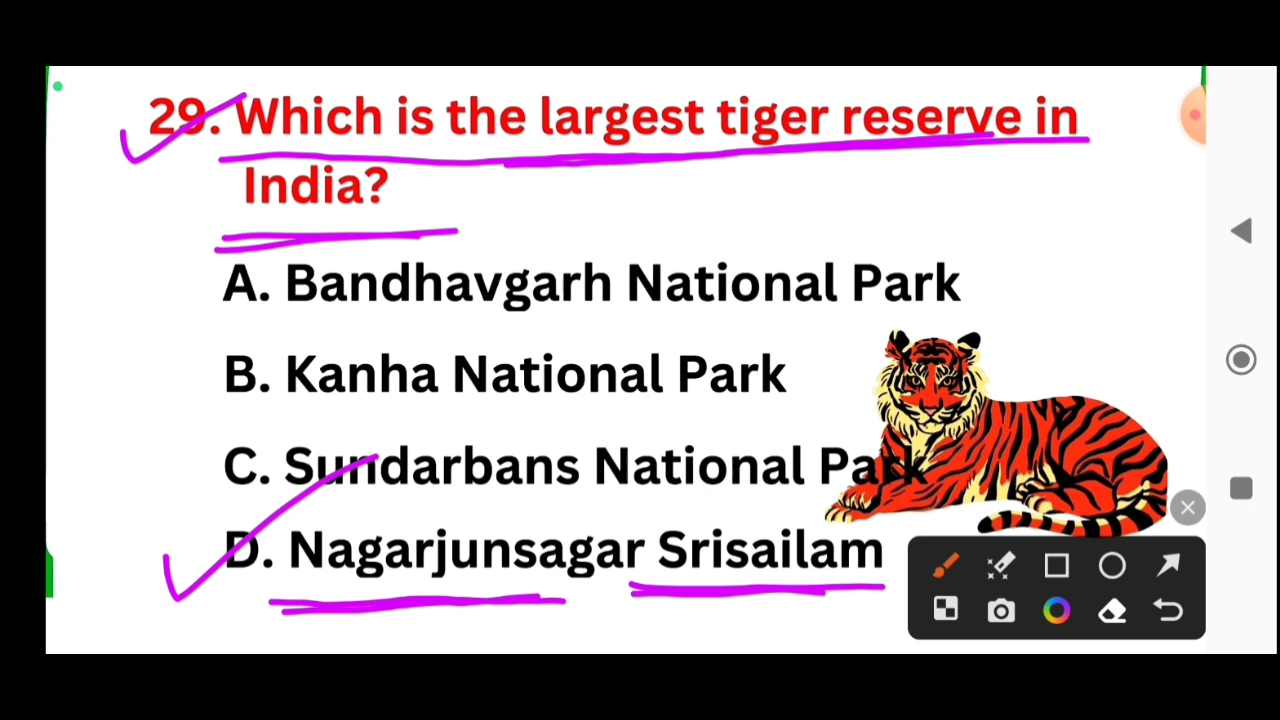 29. Which is the largest tiger reserve in
India?
A. Bandhavgarh National Park
B. Kanha National Park
C. Sundarbans National Park
D. Nagarjunsagar Srisailam